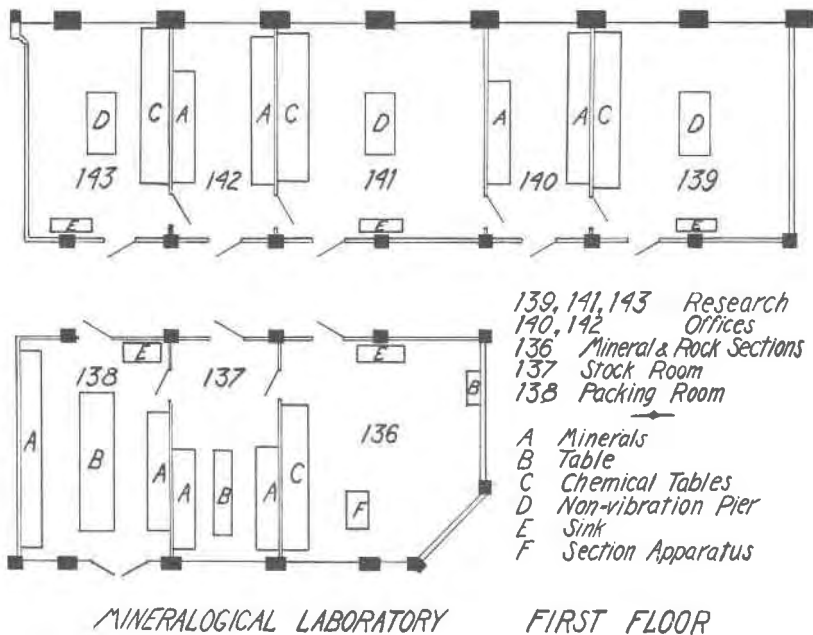 D C A A C D A A C D
143 142 141 140 139
E E E
139, 141, 143 Research
140, 142 Offices
136 Mineral & Rock Sections
137 Stock Room
138 Packing Room
E E
138 137 B
136
A B A A B A C F
A Minerals
B Table
C Chemical Tables
D Non-vibration Pier
E Sink
F Section Apparatus
MINERALOGICAL LABORATORY FIRST FLOOR